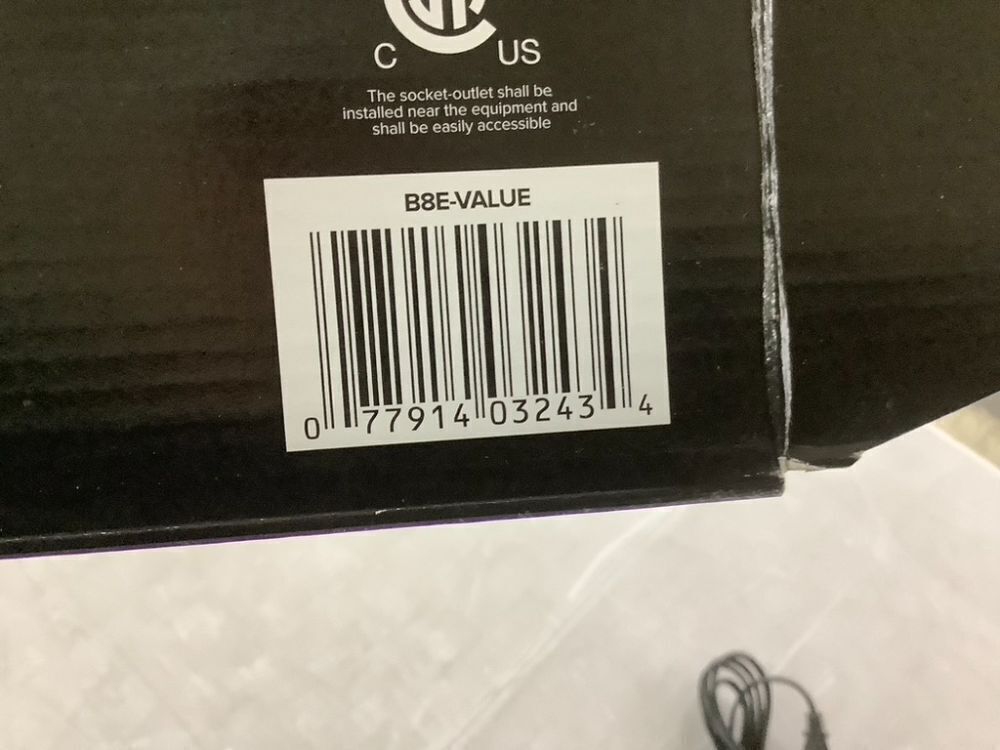 C US
The socket-outlet shall be
installed near the equipment and
shall be easily accessible
B8E-VALUE
0 77914 03243 4